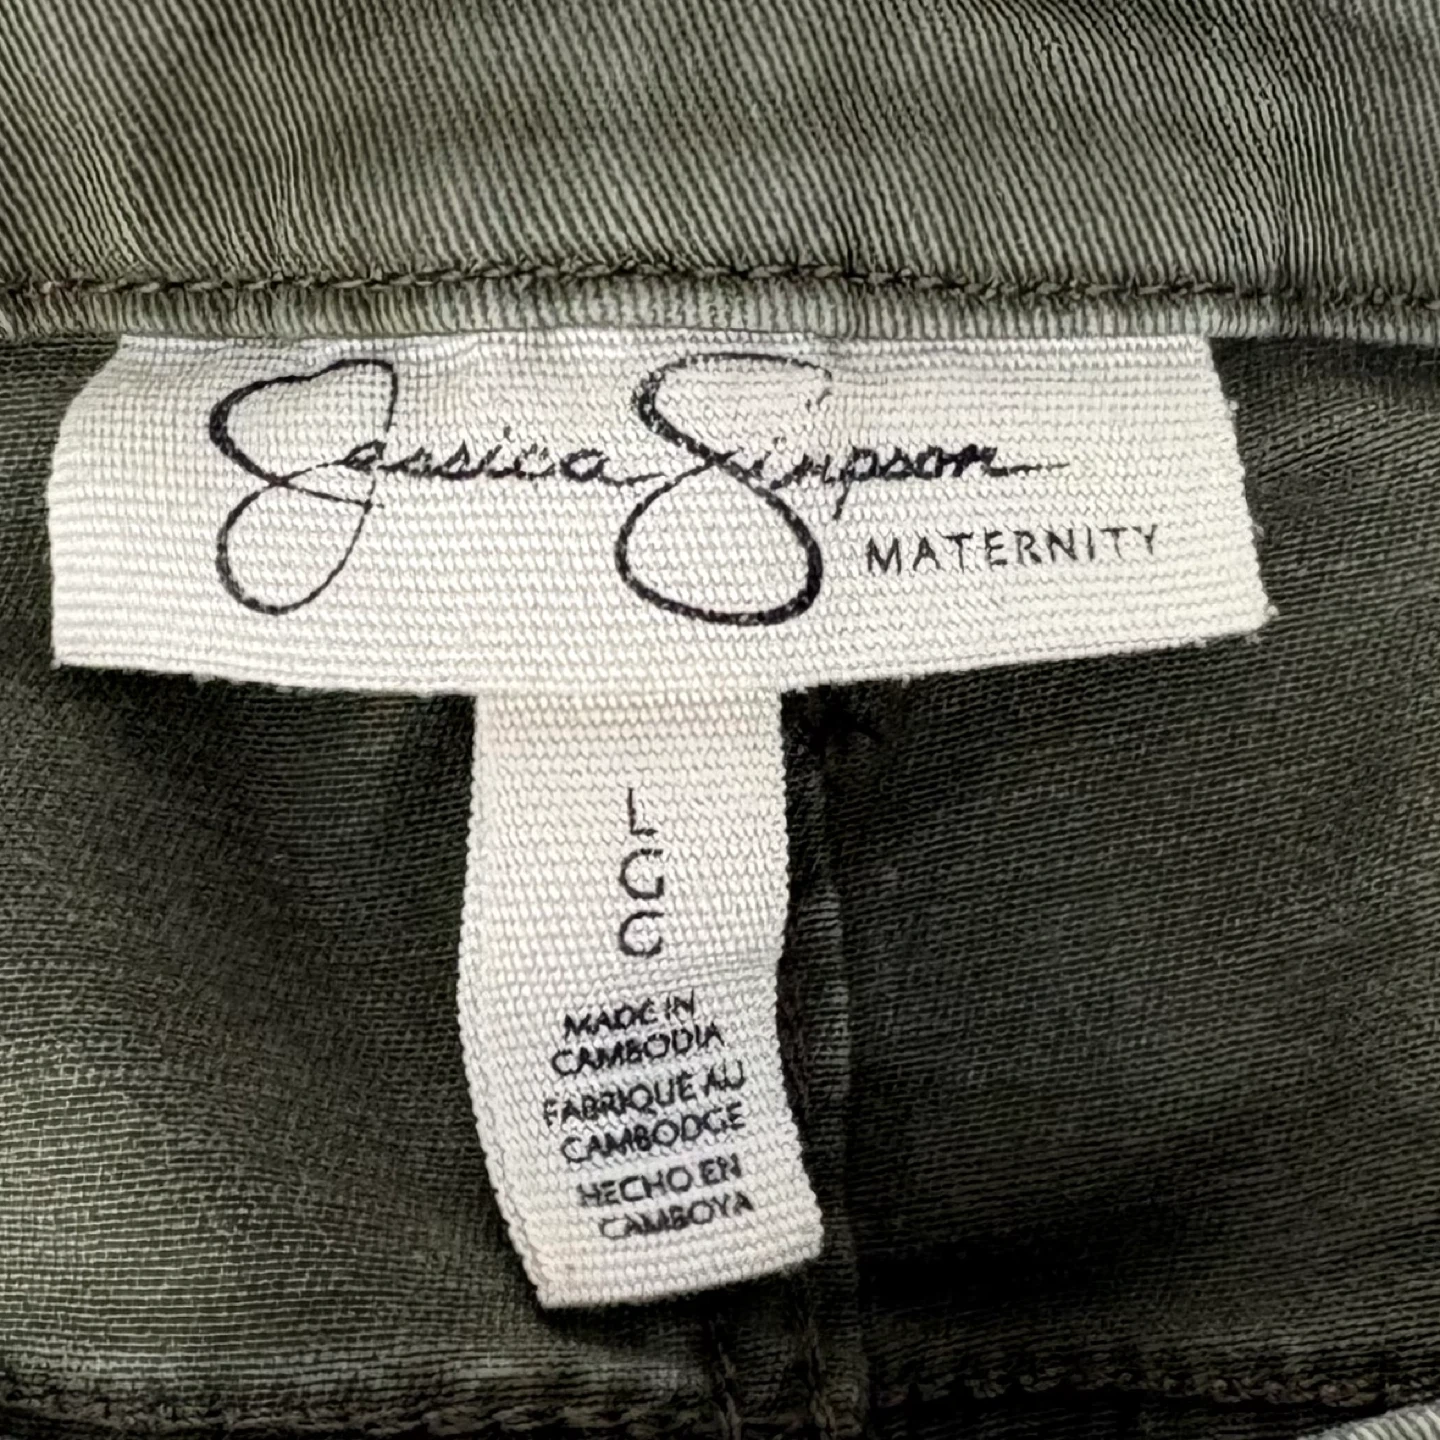 Jessica Simpson
MATERNITY
L
G
G
MADE IN
CAMBODIA
FABRIQUE AU
CAMBODGE
HECHO EN
CAMBOYA